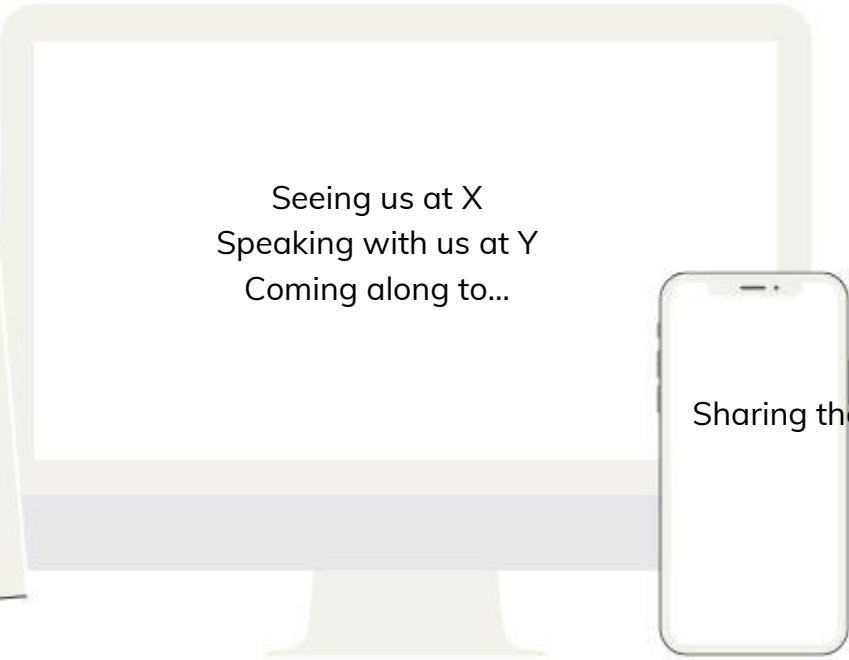 Seeing us at X
Speaking with us at Y
Coming along to...
Sharing